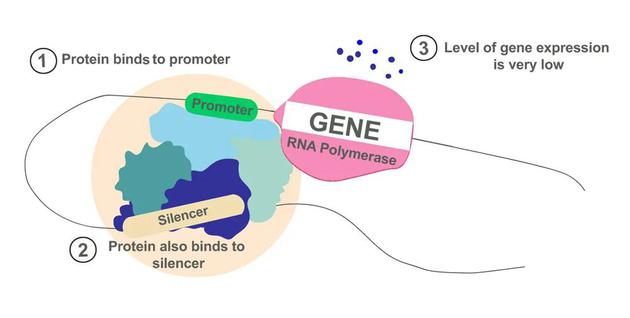 1 Protein binds to promoter
3 Level of gene expression
is very low
Promoter
GENE
RNA Polymerase
Silencer
2 Protein also binds to
silencer